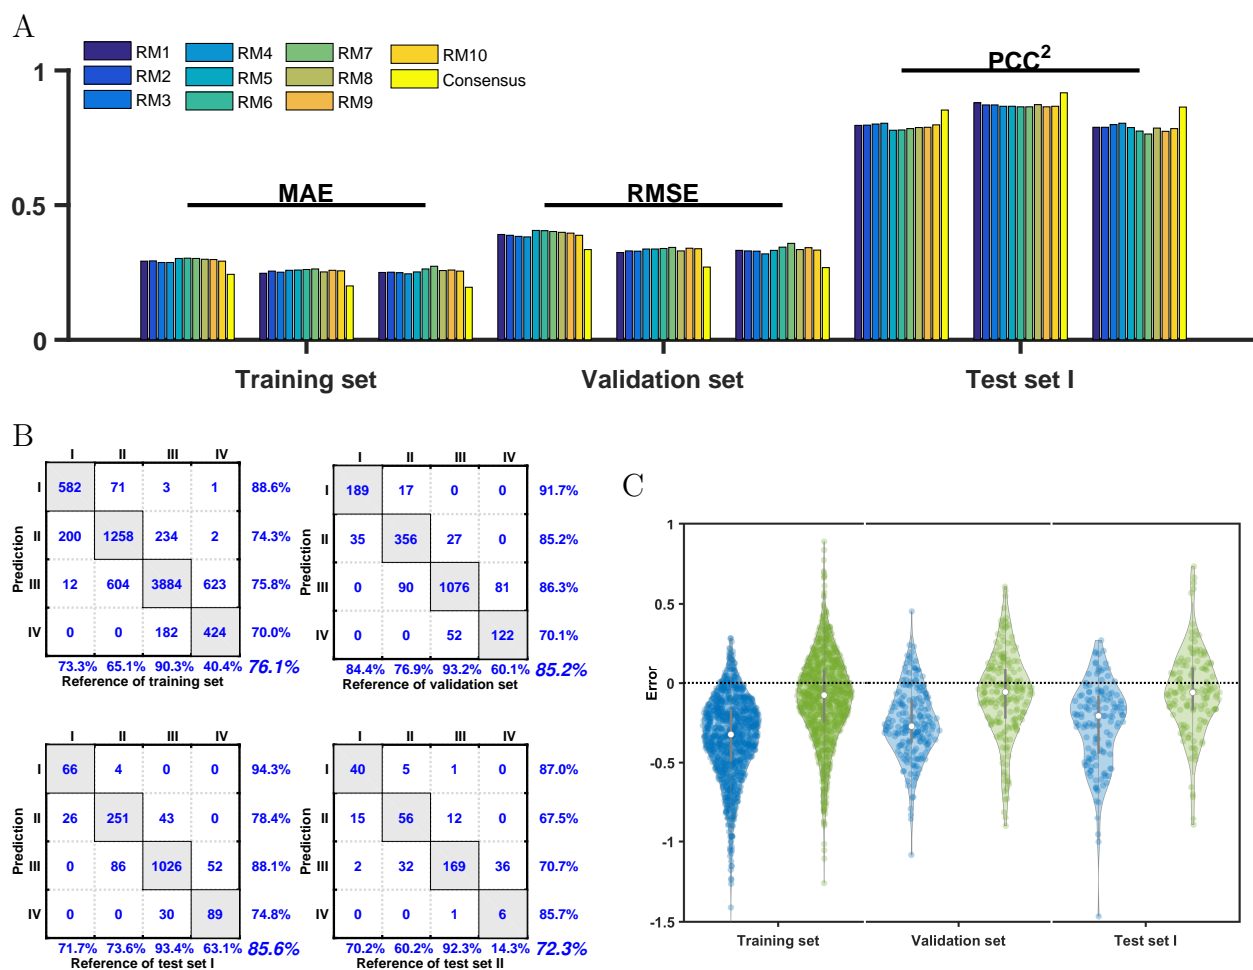 A
RM1 RM4 RM7 RM10
RM2 RM5 RM8 Consensus
RM3 RM6 RM9
1
0.5
0
MAE
RMSE
PCC²
Training set Validation set Test set I
B
I II III IV
Prediction
I 582 71 3 1 88.6%
II 200 1258 234 2 74.3%
III 12 604 3884 623 75.8%
IV 0 0 182 424 70.0%
73.3% 65.1% 90.3% 40.4% 76.1%
Reference of training set
I II III IV
Prediction
I 189 17 0 0 91.7%
II 35 356 27 0 85.2%
III 0 90 1076 81 86.3%
IV 0 0 52 122 70.1%
84.4% 76.9% 93.2% 60.1% 85.2%
Reference of validation set
I II III IV
Prediction
I 66 4 0 0 94.3%
II 26 251 43 0 78.4%
III 0 86 1026 52 88.1%
IV 0 0 30 89 74.8%
71.7% 73.6% 93.4% 63.1% 85.6%
Reference of test set I
I II III IV
Prediction
I 40 5 1 0 87.0%
II 15 56 12 0 67.5%
III 2 32 169 36 70.7%
IV 0 0 1 6 85.7%
70.2% 60.2% 92.3% 14.3% 72.3%
Reference of test set II
C
Error
1
0.5
0
-0.5
-1
-1.5
Training set Validation set Test set I